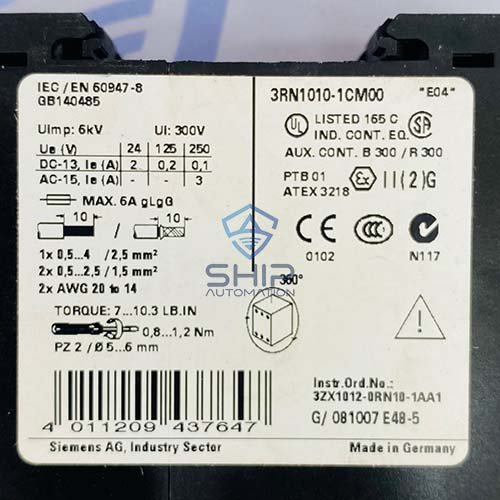 IEC / EN 60947-8
GB140485
UImp: 6kV UI: 300V
Ue (V) 24 125 250
DC-13, Ie (A) 2 0,2 0,1
AC-15, Ie (A) - - 3
MAX. 6A gLgG
10 10
1x 0,5...4 / 2,5 mm²
2x 0,5...2,5 / 1,5 mm²
2x AWG 20 to 14
TORQUE: 7...10.3 LB.IN
0,8...1,2 Nm
PZ 2 / Ø 5...6 mm
4 011209 437647
Siemens AG, Industry Sector
3RN1010-1CM00 "E04"
UL LISTED 165 C SA
IND. CONT. EQ.
AUX. CONT. B 300 / R 300
PTB 01 Ex II(2)G
ATEX 3218
CE CCC
0102 N117
360°
SHIP
AUTOMATION
Instr.Ord.No.:
3ZX1012-0RN10-1AA1
G/ 081007 E48-5
Made in Germany